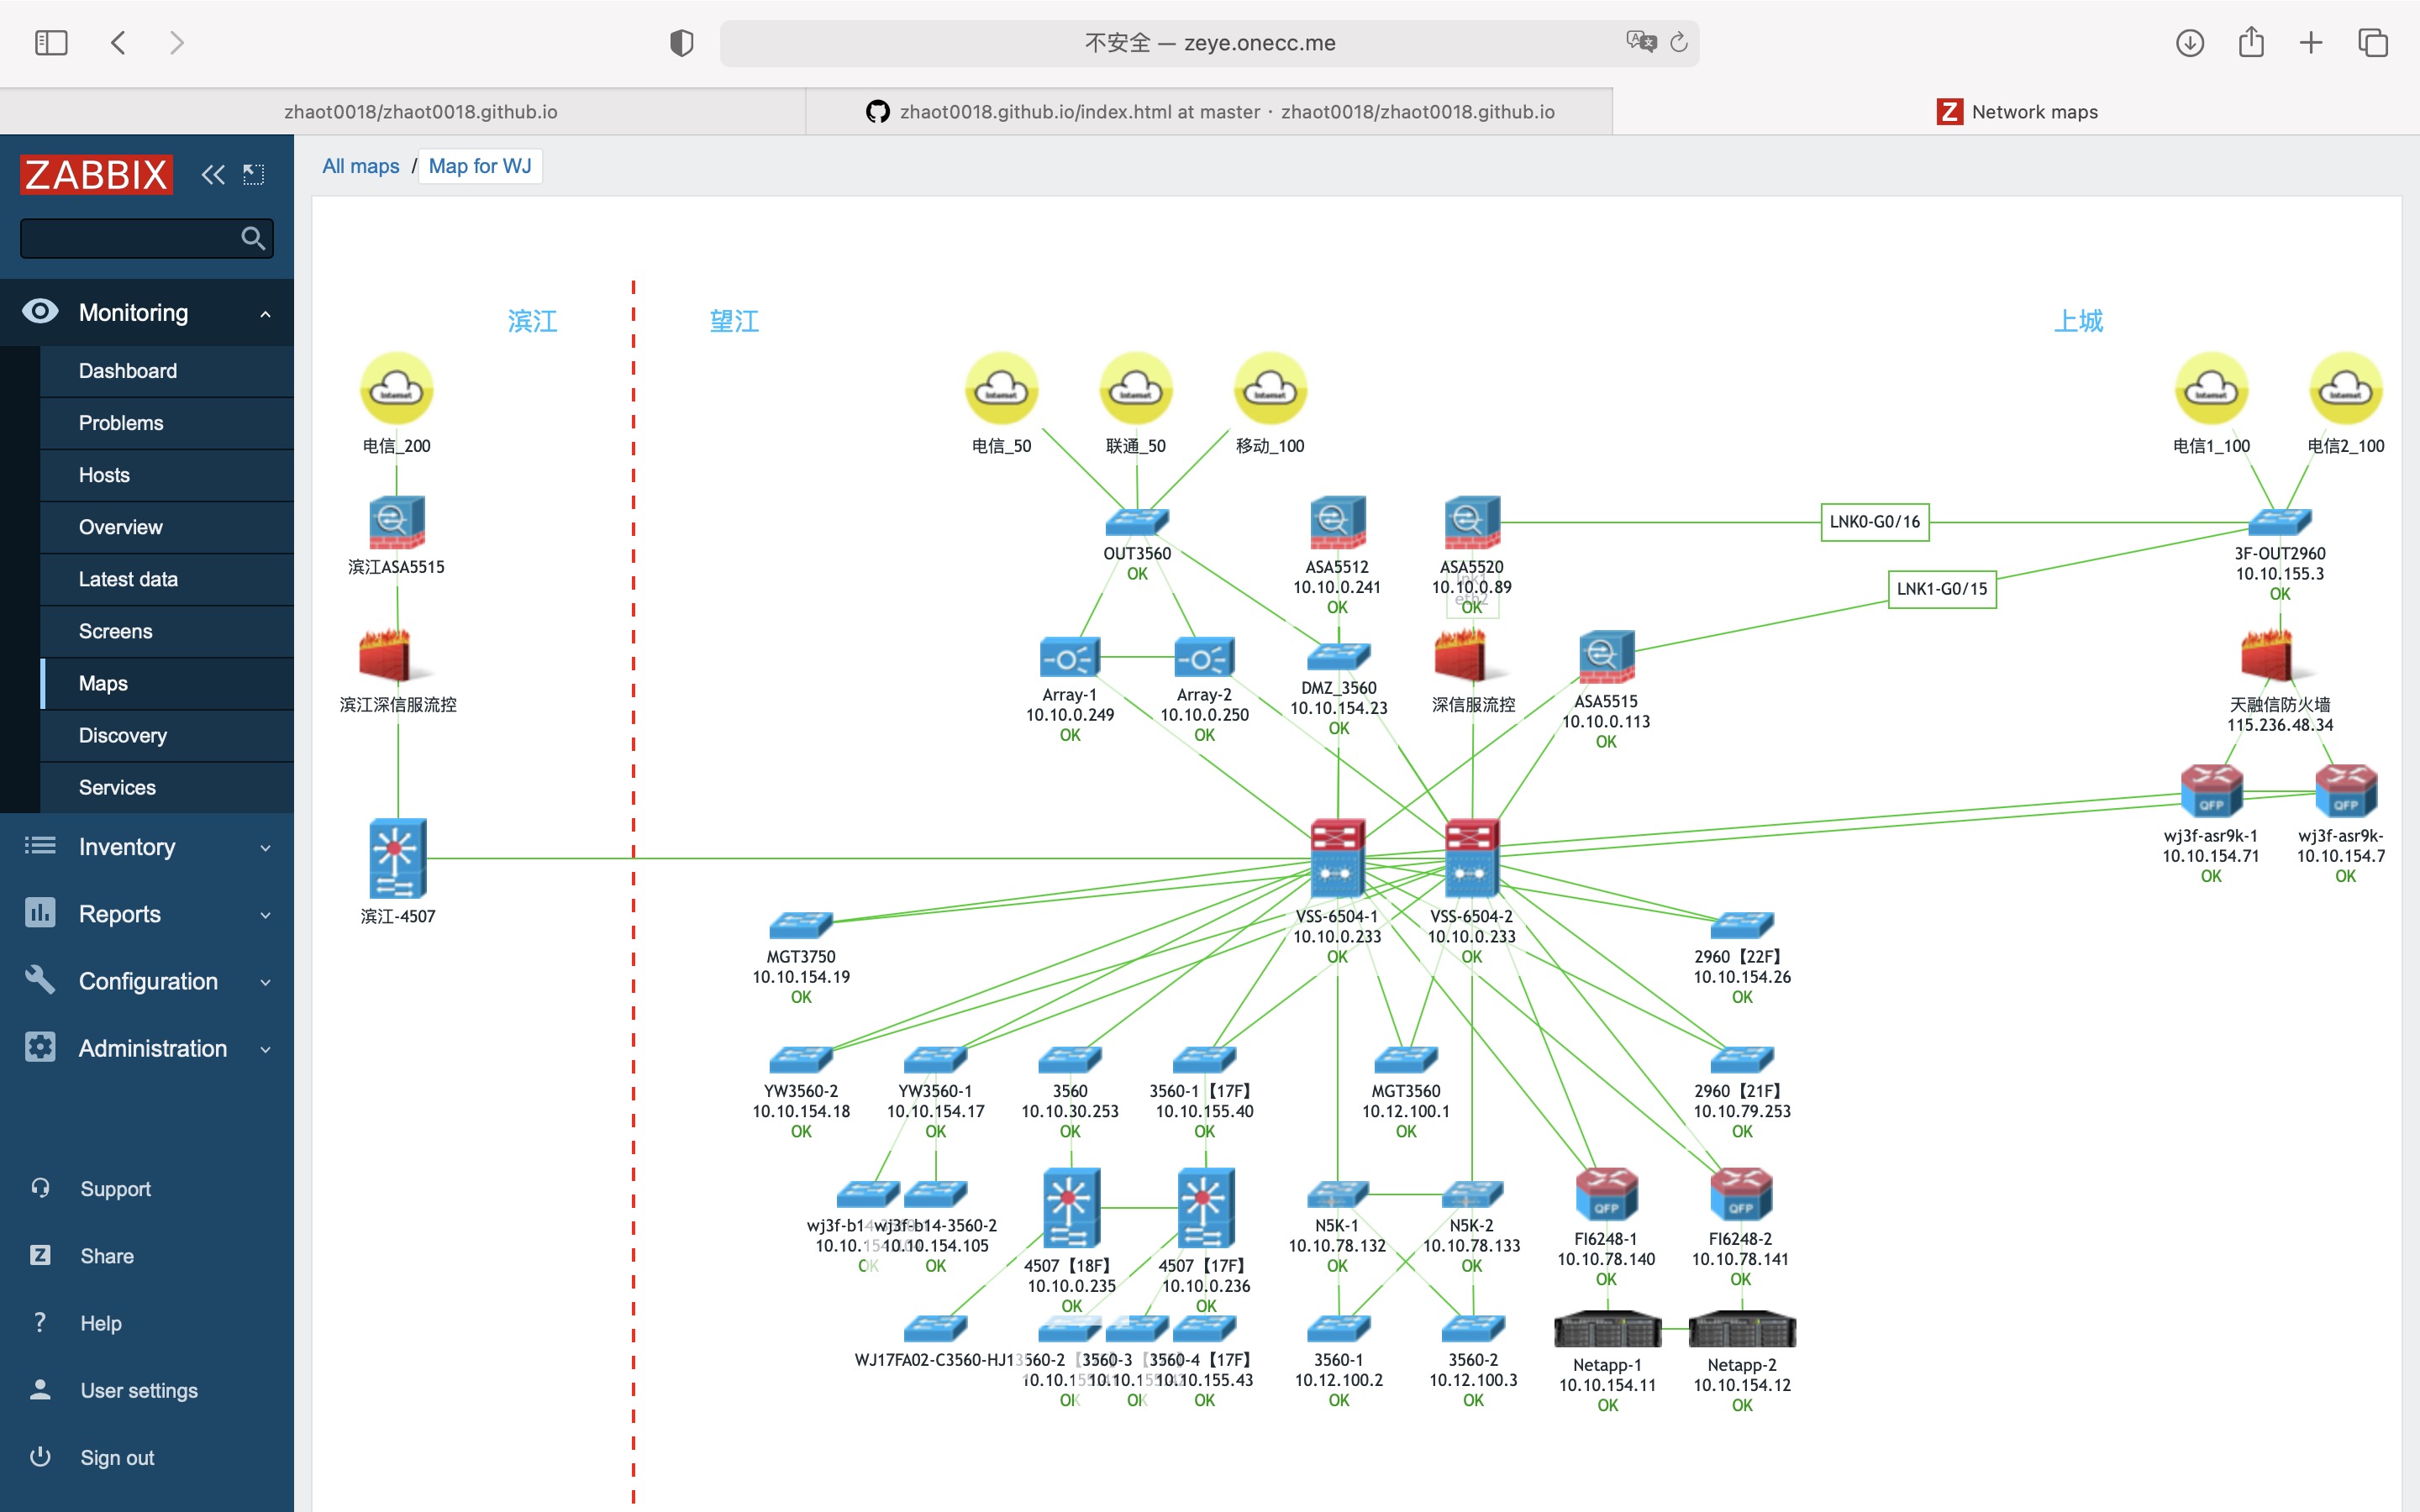 不安全 — zeye.onecc.me
zhaot0018/zhaot0018.github.io
zhaot0018.github.io/index.html at master · zhaot0018/zhaot0018.github.io
Z Network maps
ZABBIX
All maps / Map for WJ
Monitoring
Dashboard
Problems
Hosts
Overview
Latest data
Screens
Maps
Discovery
Services
Inventory
Reports
Configuration
Administration
Support
Z Share
? Help
User settings
Sign out
滨江
望江
上城
Internet
电信_200
Internet
电信_50
Internet
联通_50
Internet
移动_100
Internet
电信1_100
Internet
电信2_100
滨江ASA5515
OUT3560
OK
ASA5512
10.10.0.241
OK
ASA5520
10.10.0.89
OK
LNK0-G0/16
LNK1-G0/15
3F-OUT2960
10.10.155.3
OK
滨江深信服流控
Array-1
10.10.0.249
OK
Array-2
10.10.0.250
OK
DMZ_3560
10.10.154.23
OK
深信服流控
ASA5515
10.10.0.113
OK
天融信防火墙
115.236.48.34
QFP
wj3f-asr9k-1
10.10.154.71
OK
QFP
wj3f-asr9k-
10.10.154.7
OK
滨江-4507
VSS-6504-1
10.10.0.233
OK
VSS-6504-2
10.10.0.233
OK
MGT3750
10.10.154.19
OK
2960【22F】
10.10.154.26
OK
YW3560-2
10.10.154.18
OK
YW3560-1
10.10.154.17
OK
3560
10.10.30.253
OK
3560-1【17F】
10.10.155.40
OK
MGT3560
10.12.100.1
OK
2960【21F】
10.10.79.253
OK
wj3f-b14-3560-2
10.10.154.105
OK
OK
4507【18F】
10.10.0.235
OK
4507【17F】
10.10.0.236
OK
N5K-1
10.10.78.132
OK
N5K-2
10.10.78.133
OK
QFP
FI6248-1
10.10.78.140
OK
QFP
FI6248-2
10.10.78.141
OK
WJ17FA02-C3560-HJ1
3560-2
OK
3560-3
OK
3560-4【17F】
10.10.155.43
OK
3560-1
10.12.100.2
OK
3560-2
10.12.100.3
OK
Netapp-1
10.10.154.11
OK
Netapp-2
10.10.154.12
OK